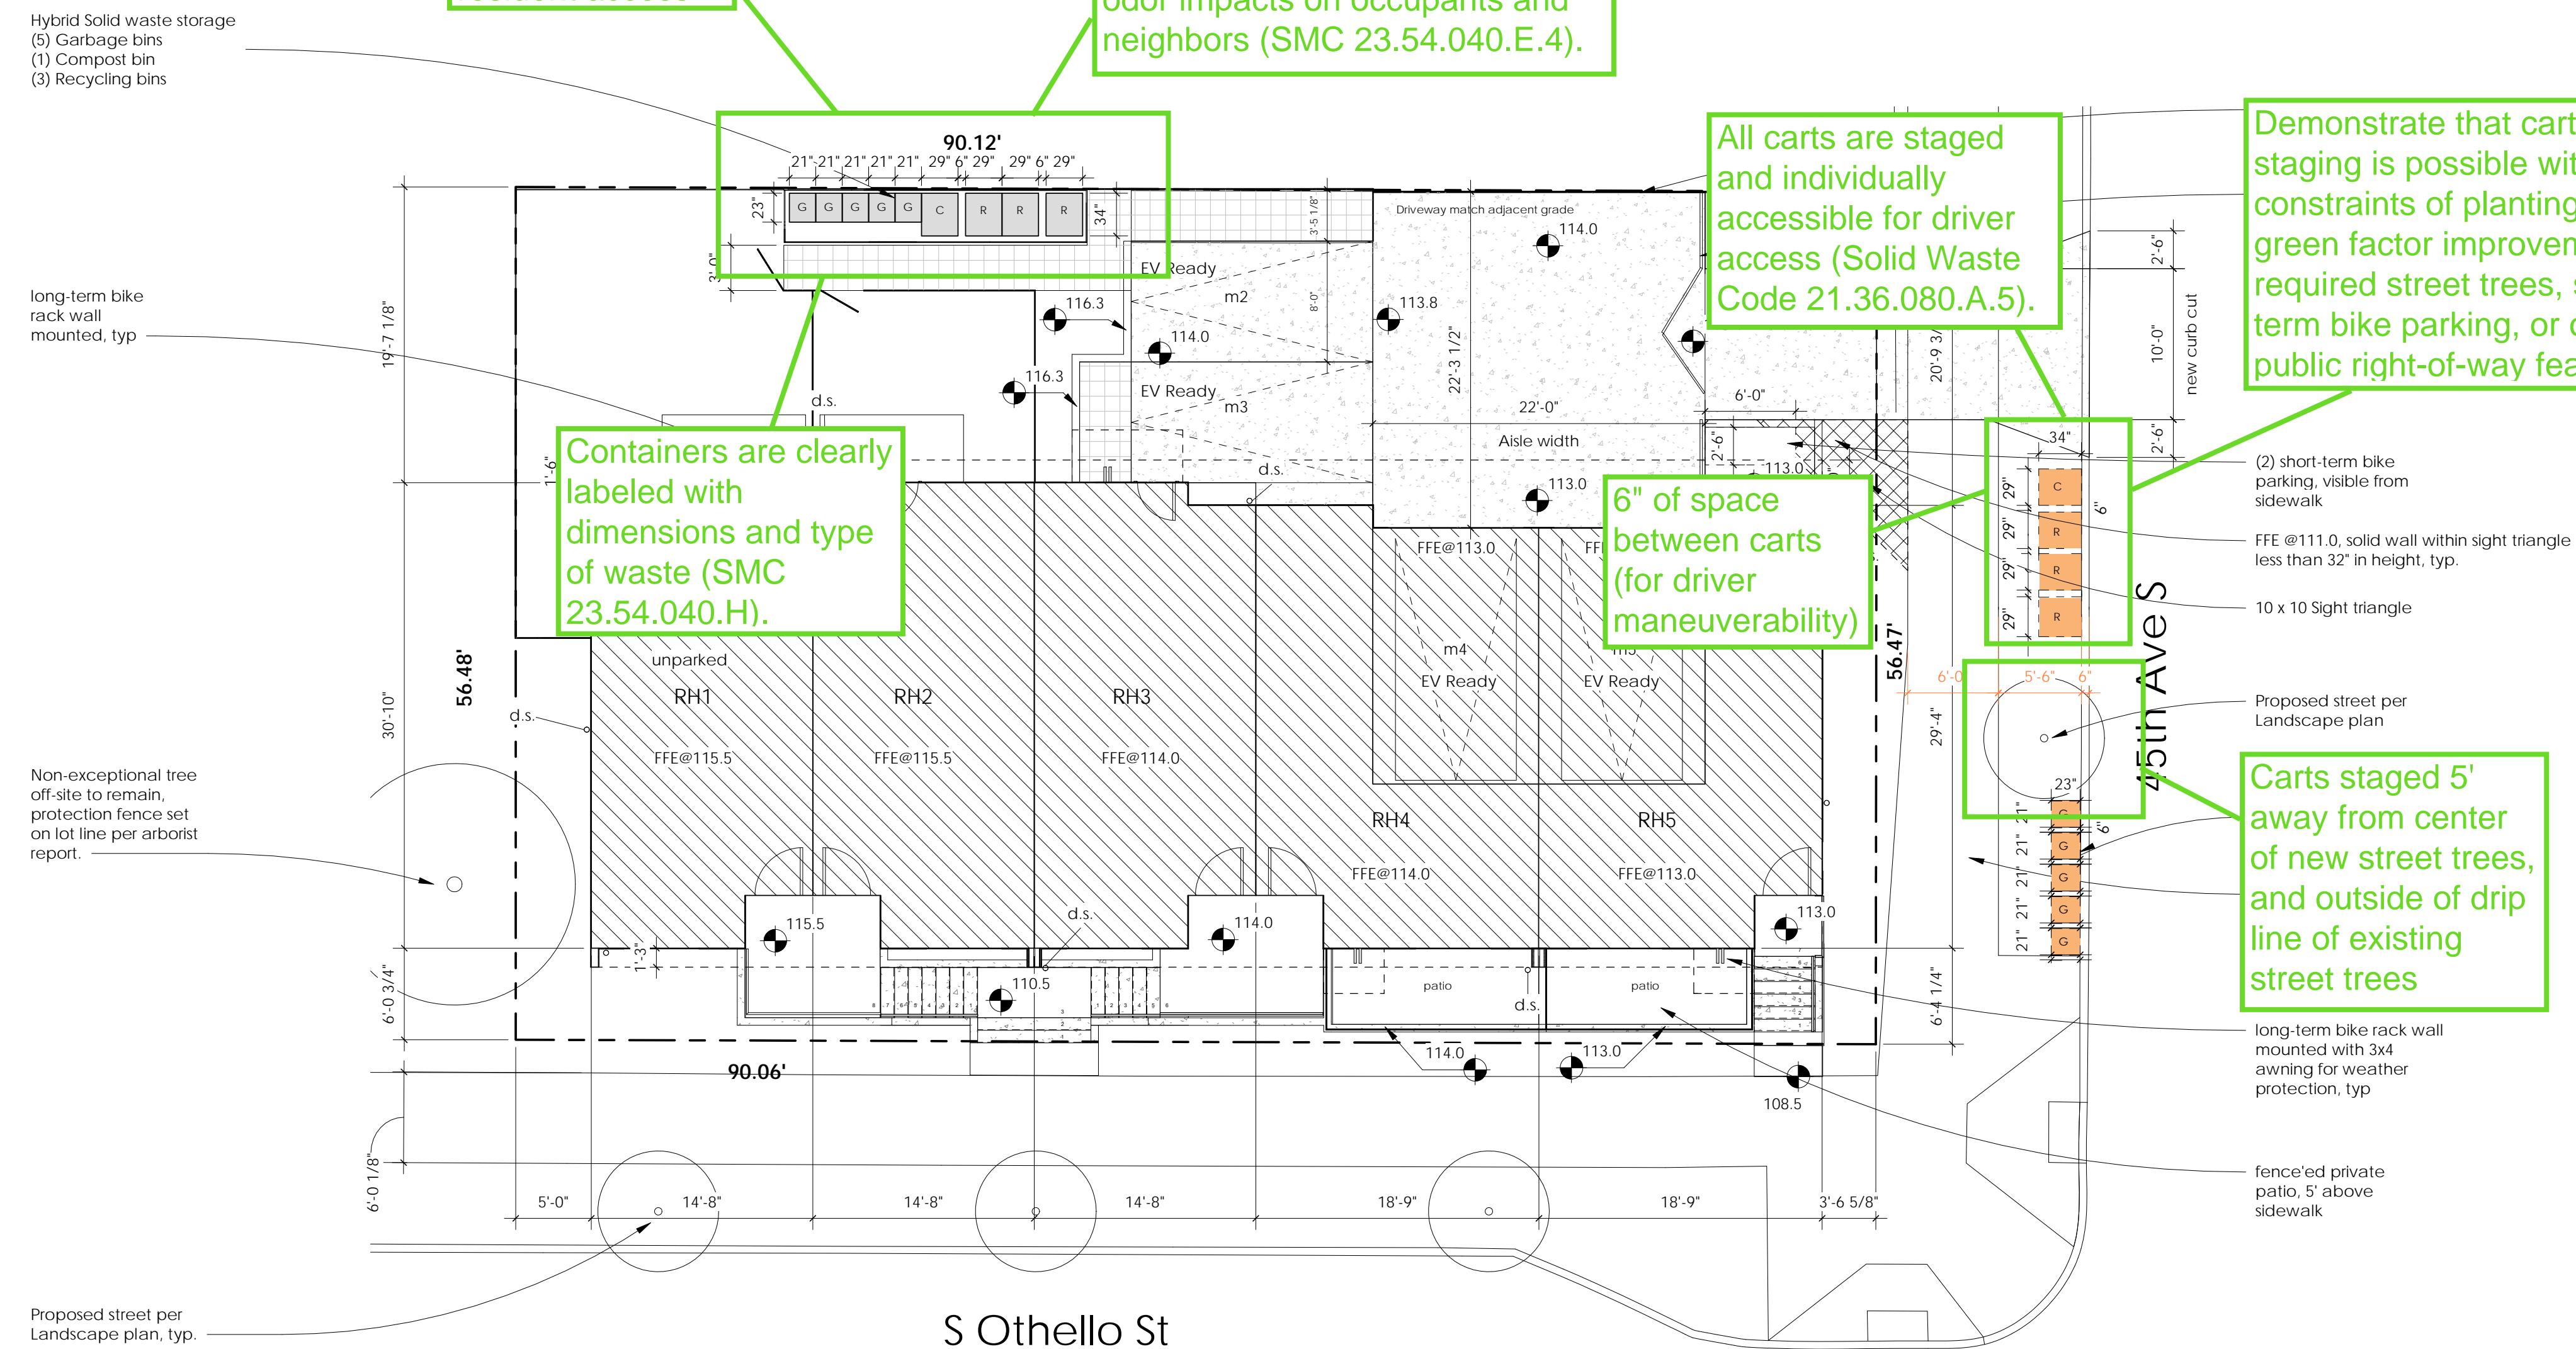 odor impacts on occupants and
neighbors (SMC 23.54.040.E.4).
Hybrid Solid waste storage
(5) Garbage bins
(1) Compost bin
(3) Recycling bins
long-term bike
rack wall
mounted, typ
Non-exceptional tree
off-site to remain,
protection fence set
on lot line per arborist
report.
Proposed street per
Landscape plan, typ.
90.12'
21" 21" 21" 21" 21" 29" 6" 29" 29" 6" 29"
23"
G G G G G C R R R
34"
3'-0"
3'-5 1/8"
Driveway match adjacent grade
114.0
EV Ready
m2
8'-0"
116.3
114.0
113.8
22'-3 1/2"
116.3
EV Ready
m3
22'-0"
Aisle width
6'-0"
2'-6"
113.0
113.0
d.s.
d.s.
19'-7 1/8"
1'-6"
All carts are staged
and individually
accessible for driver
access (Solid Waste
Code 21.36.080.A.5).
Demonstrate that cart
staging is possible
constraints of planting
green factor
required street trees,
term bike parking, or
public right-of-way
2'-6"
10'-0"
new curb cut
2'-6"
Containers are clearly
labeled with
dimensions and type
of waste (SMC
23.54.040.H).
6" of space
between carts
(for driver
maneuverability)
34"
29" C 6"
29" R
29" R
29" R
(2) short-term bike
parking, visible from
sidewalk
FFE @111.0, solid wall within sight triangle
less than 32" in height, typ.
10 x 10 Sight triangle
Proposed street per
Landscape plan
FFE@113.0
m4
EV Ready
EV Ready
unparked
RH1
RH2
RH3
56.48'
56.47'
30'-10"
d.s.
FFE@115.5
FFE@115.5
FFE@114.0
RH4
RH5
FFE@114.0
FFE@113.0
5'-6" 6"
29'-4"
45th Ave S
23"
21" G 6"
21" G
21" G
21" G
21" G
Carts staged 5'
away from center
of new street trees,
and outside of drip
line of existing
street trees
115.5
114.0
113.0
d.s.
1'-3"
110.5
patio
patio
d.s.
6'-0 3/4"
6'-4 1/4"
114.0
113.0
90.06'
108.5
long-term bike rack wall
mounted with 3x4
awning for weather
protection, typ
fence'ed private
patio, 5' above
sidewalk
6'-0 1/8"
5'-0" 14'-8" 14'-8" 14'-8" 18'-9" 18'-9" 3'-6 5/8"
S Othello St